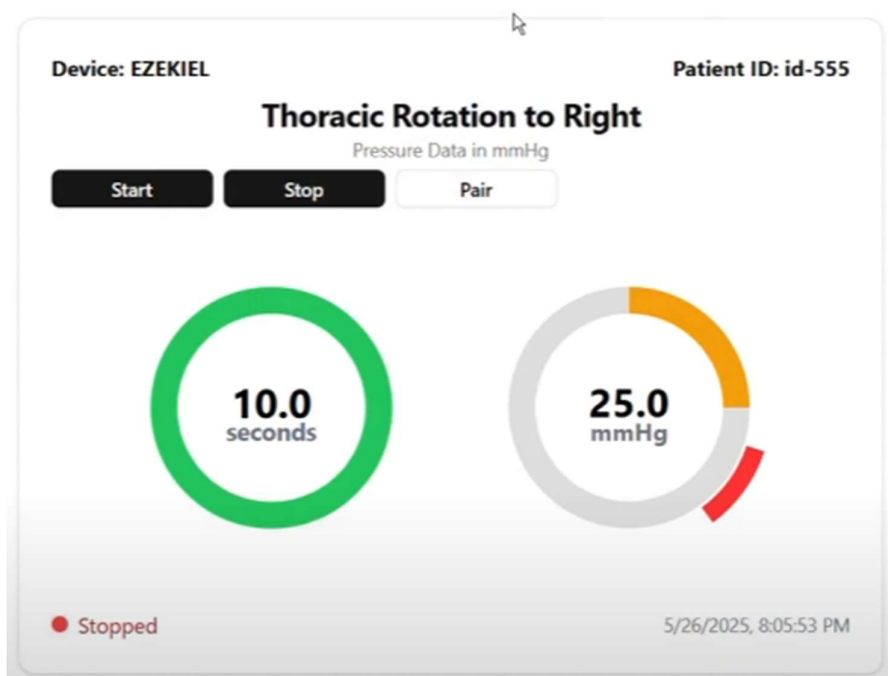 Device: EZEKIEL
Patient ID: id-555
Thoracic Rotation to Right
Pressure Data in mmHg
Start
Stop
Pair
10.0
seconds
25.0
mmHg
Stopped
5/26/2025, 8:05:53 PM